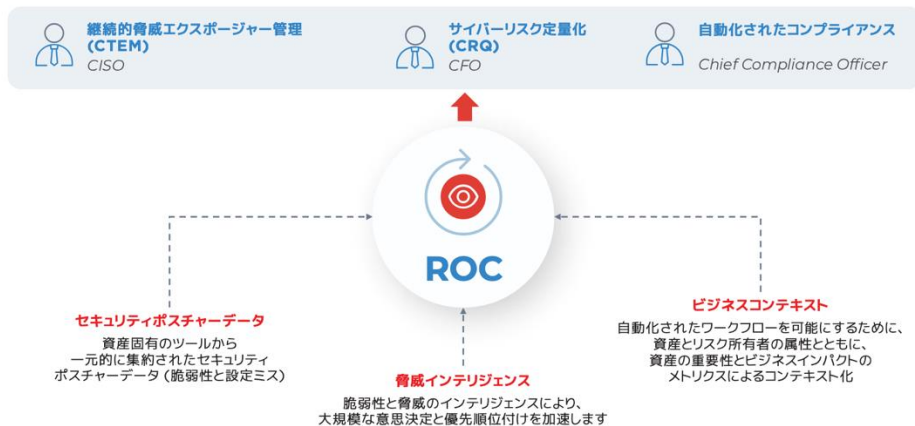 継続的脅威エクスポージャー管理
(CTEM)
CISO
サイバーリスク定量化
(CRQ)
CFO
自動化されたコンプライアンス
Chief Compliance Officer
ROC
セキュリティポスチャーデータ
資産固有のツールから
一元的に集約されたセキュリティ
ポスチャーデータ (脆弱性と設定ミス)
脅威インテリジェンス
脆弱性と脅威のインテリジェンスにより、
大規模な意思決定と優先順位付けを加速します
ビジネスコンテキスト
自動化されたワークフローを可能にするために、
資産とリスク所有者の属性とともに、
資産の重要性とビジネスインパクトの
メトリクスによるコンテキスト化